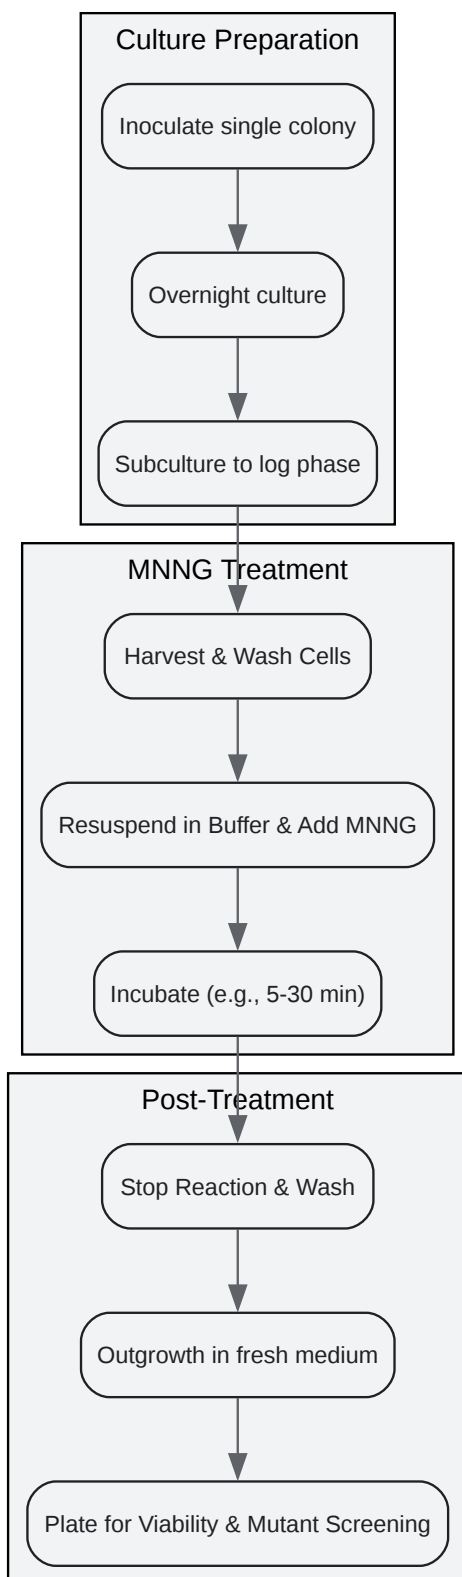 Culture Preparation
Inoculate single colony
Overnight culture
Subculture to log phase
MNNG Treatment
Harvest & Wash Cells
Resuspend in Buffer & Add MNNG
Incubate (e.g., 5-30 min)
Post-Treatment
Stop Reaction & Wash
Outgrowth in fresh medium
Plate for Viability & Mutant Screening